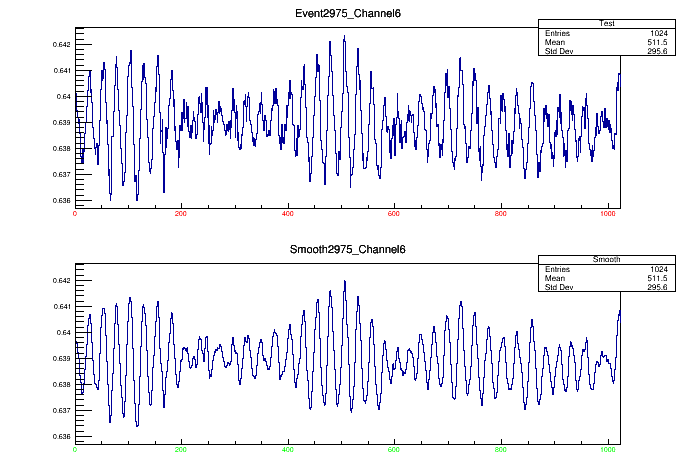 Event2975_Channel6
Test
Entries 1024
Mean 511.5
Std Dev 295.6
0.642
0.641
0.64
0.639
0.638
0.637
0.636
0 200 400 600 800 1000
Smooth2975_Channel6
Smooth
Entries 1024
Mean 511.5
Std Dev 295.6
0.642
0.641
0.64
0.639
0.638
0.637
0.636
0 200 400 600 800 1000